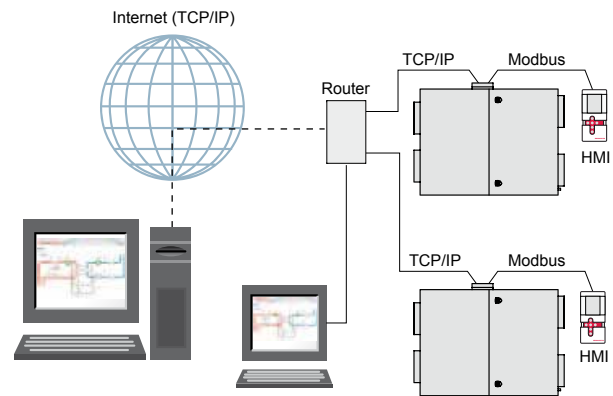 Internet (TCP/IP)
TCP/IP
Modbus
Router
HMI
TCP/IP
Modbus
HMI